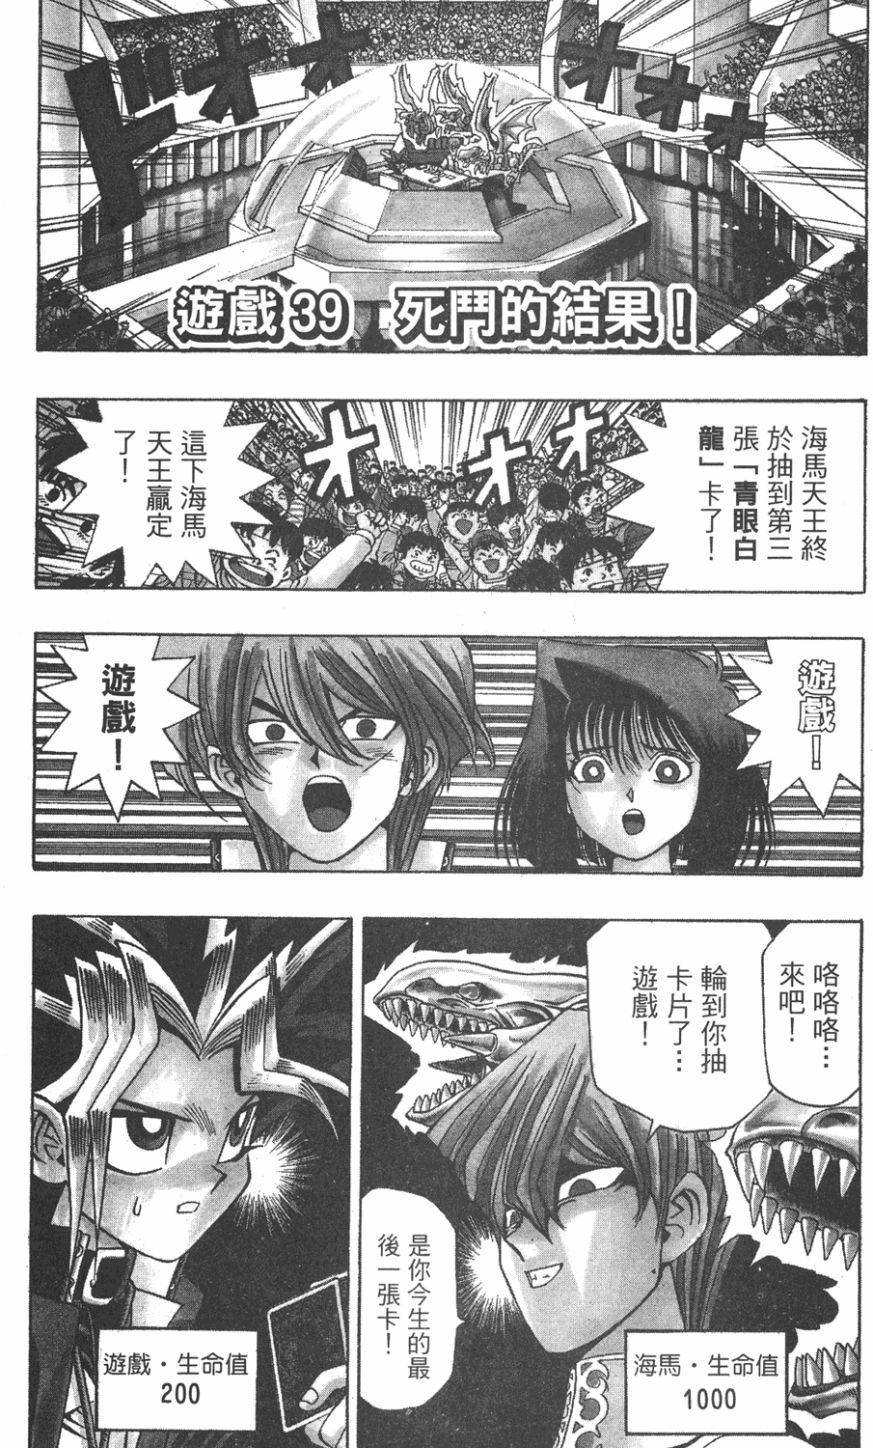 ドオオオ
オオオ
遊戲39 死鬥的結果！
海馬天王終
於抽到第三
張「青眼白
龍」卡了！
オオオ
這下海馬
天王贏定
了！
遊戲！
遊戲！
咯咯咯…
來吧！
輪到你抽
卡片了…
遊戲！
是你今生的最
後一張卡！
海馬・生命值
1000
遊戲・生命值
200